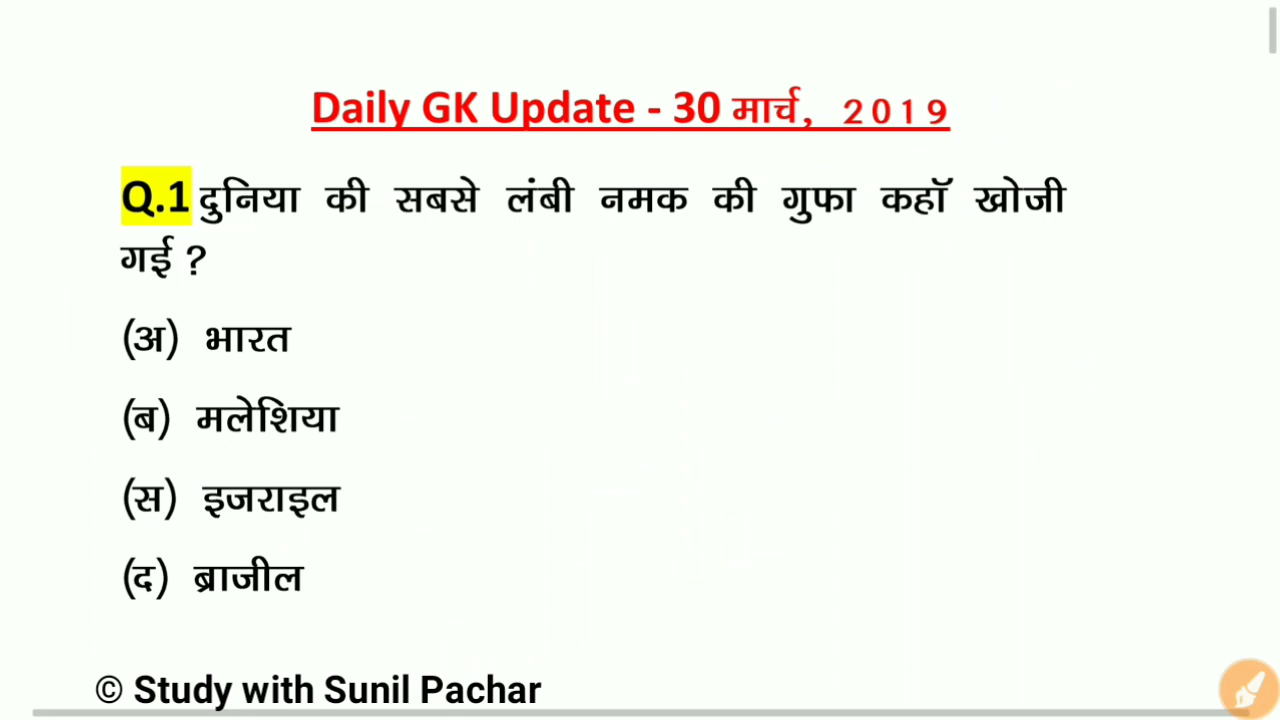 Daily GK Update - 30 मार्च, 2019
Q.1 दुनिया की सबसे लंबी नमक की गुफा कहाॅ खोजी
गई ?
(अ) भारत
(ब) मलेशिया
(स) इजराइल
(द) ब्राजील
© Study with Sunil Pachar